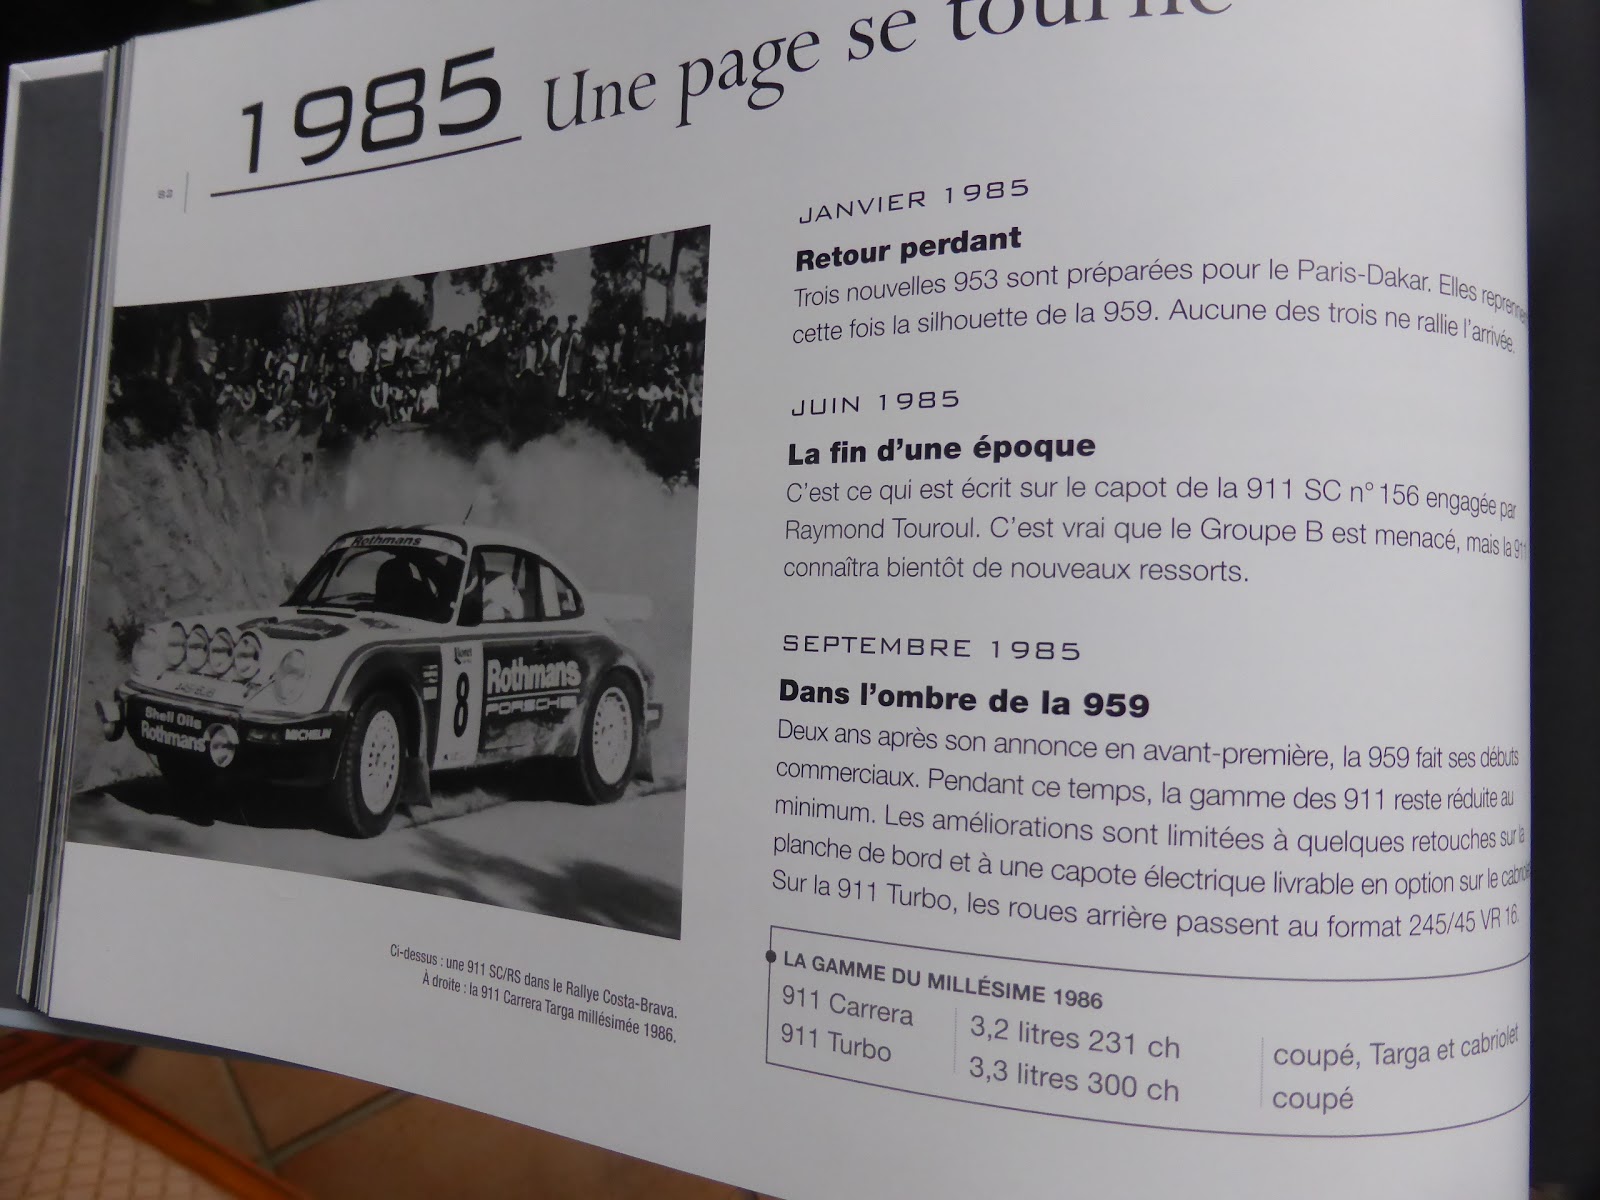 1985 Une page se tourne
82
JANVIER 1985
Retour perdant
Trois nouvelles 953 sont préparées pour le Paris-Dakar. Elles reprennent
cette fois la silhouette de la 959. Aucune des trois ne rallie l'arrivée.
JUIN 1985
La fin d'une époque
C'est ce qui est écrit sur le capot de la 911 SC n° 156 engagée par
Raymond Touroul. C'est vrai que le Groupe B est menacé, mais la 911
connaîtra bientôt de nouveaux ressorts.
SEPTEMBRE 1985
Dans l'ombre de la 959
Deux ans après son annonce en avant-première, la 959 fait ses débuts
commerciaux. Pendant ce temps, la gamme des 911 reste réduite au
minimum. Les améliorations sont limitées à quelques retouches sur la
planche de bord et à une capote électrique livrable en option sur le cabriolet
Sur la 911 Turbo, les roues arrière passent au format 245/45 VR 16.
LA GAMME DU MILLÉSIME 1986
911 Carrera 3,2 litres 231 ch coupé, Targa et cabriolet
911 Turbo 3,3 litres 300 ch coupé
Rothmans
8
Rothmans
PORSCHE
Shell Oils
Rothmans
MICHELIN
Ci-dessus : une 911 SC/RS dans le Rallye Costa-Brava.
À droite : la 911 Carrera Targa millésimée 1986.